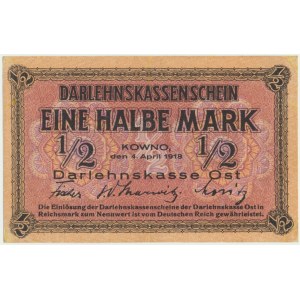 DARLEHNSKASSENSCHEIN
EINE HALBE MARK
1/2 KOWNO, 1/2
den 4. April 1918
Darlehnskasse Ost
Die Einlösung der Darlehnskassenscheine der Darlehnskasse Ost in
Reichsmark zum Nennwert ist vom Deutschen Reich gewährleistet.